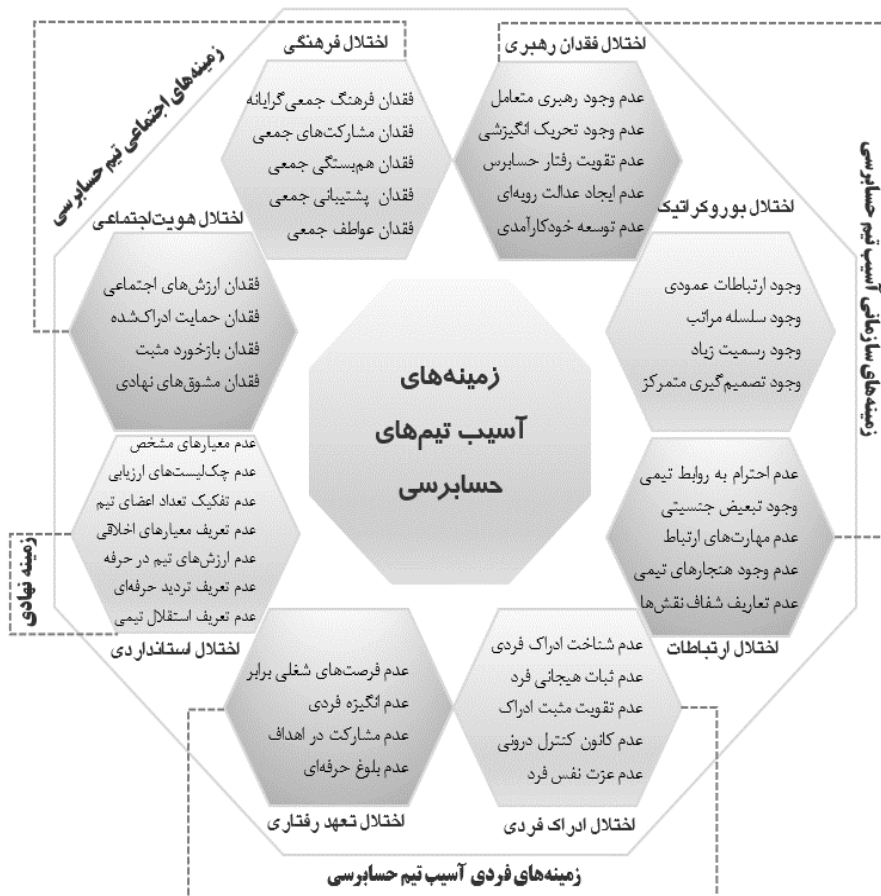 اختلال فقدان رهبری
عدم وجود رهبری متعامل
عدم وجود تحریک انگیزشی
عدم تقویت رفتار حسابرس
عدم ایجاد عدالت رویه‌ای
عدم توسعه خودکارآمدی
اختلال فرهنگی
فقدان فرهنگ جمعی‌گرایانه
فقدان مشارکت‌های جمعی
فقدان هم‌بستگی جمعی
فقدان پشتیبانی جمعی
فقدان عواطف جمعی
زمینه‌های اجتماعی تیم حسابرسی
زمینه‌های سازمانی آسیب تیم حسابرسی
اختلال بوروکراتیک
وجود ارتباطات عمودی
وجود سلسله مراتب
وجود رسمیت زیاد
وجود تصمیم‌گیری متمرکز
اختلال هویت‌اجتماعی
فقدان ارزش‌های اجتماعی
فقدان حمایت ادراک‌شده
فقدان بازخورد مثبت
فقدان مشوق‌های نهادی
زمینه‌های
آسیب تیم‌های
حسابرسی
عدم احترام به روابط تیمی
وجود تبعیض جنسیتی
عدم مهارت‌های ارتباط
عدم وجود هنجارهای تیمی
عدم تعاریف شفاف نقش‌ها
اختلال ارتباطات
عدم معیارهای مشخص
عدم چک‌لیست‌های ارزیابی
عدم تفکیک تعداد اعضای تیم
عدم تعریف معیارهای اخلاقی
عدم ارزش‌های تیم در حرفه
عدم تعریف تردید حرفه‌ای
عدم تعریف استقلال تیمی
اختلال استانداردی
زمینه نهادی
عدم شناخت ادراک فردی
عدم ثبات هیجانی فرد
عدم تقویت مثبت ادراک
عدم کانون کنترل درونی
عدم عزت نفس فرد
اختلال ادراک فردی
عدم فرصت‌های شغلی برابر
عدم انگیزه فردی
عدم مشارکت در اهداف
عدم بلوغ حرفه‌ای
اختلال تعهد رفتاری
زمینه‌های فردی آسیب تیم حسابرسی